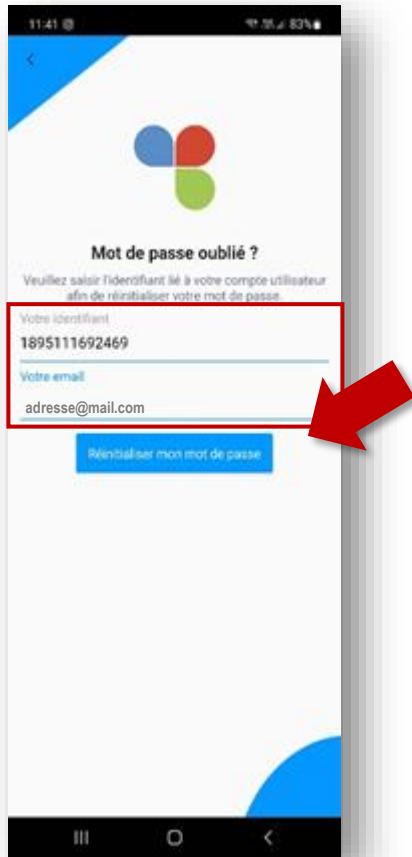 11:41
83%
Mot de passe oublié ?
Veuillez saisir l'identifiant lié à votre compte utilisateur
afin de réinitialiser votre mot de passe.
Votre identifiant
1895111692469
Votre email
adresse@mail.com
Réinitialiser mon mot de passe